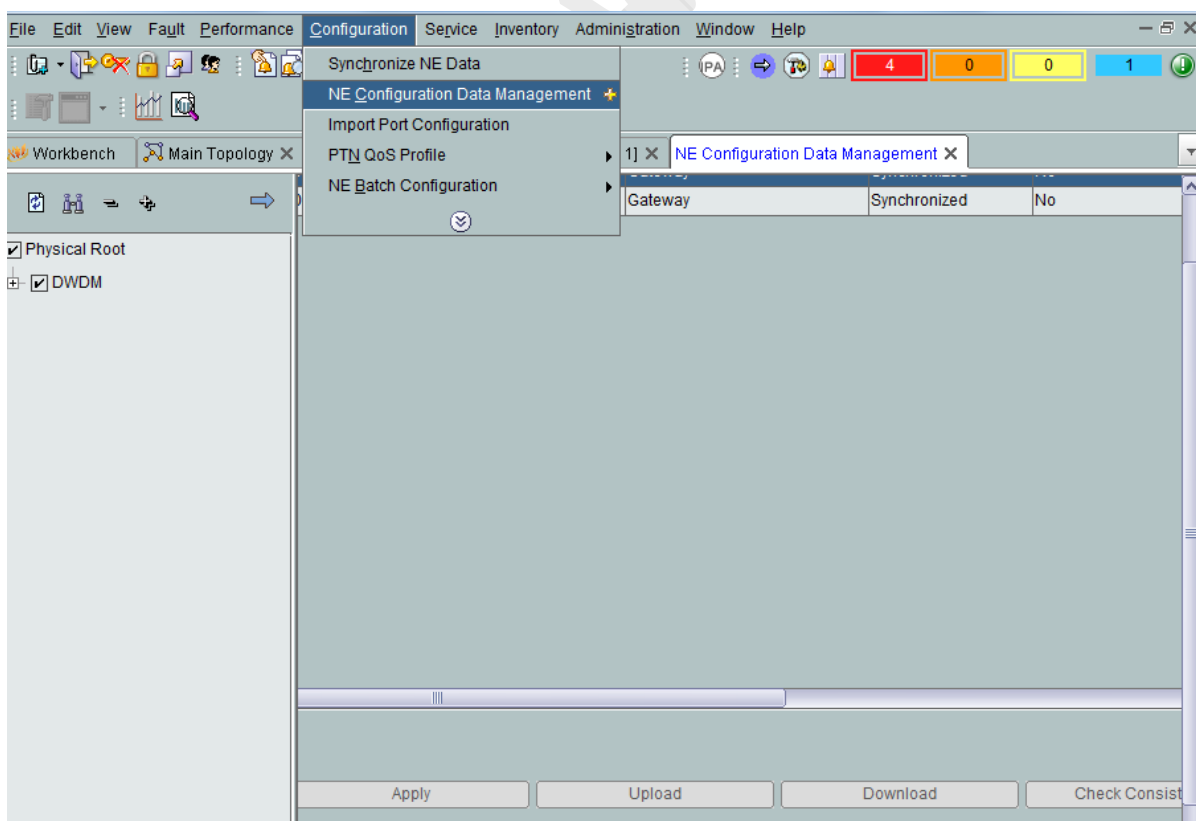 File Edit View Fault Performance Configuration Service Inventory Administration Window Help
Synchronize NE Data
PA 4 0 0 1
NE Configuration Data Management
Import Port Configuration
Workbench Main Topology PTN QoS Profile 1] NE Configuration Data Management
NE Batch Configuration
Gateway Synchronized No
Physical Root
DWDM
Apply Upload Download Check Consist